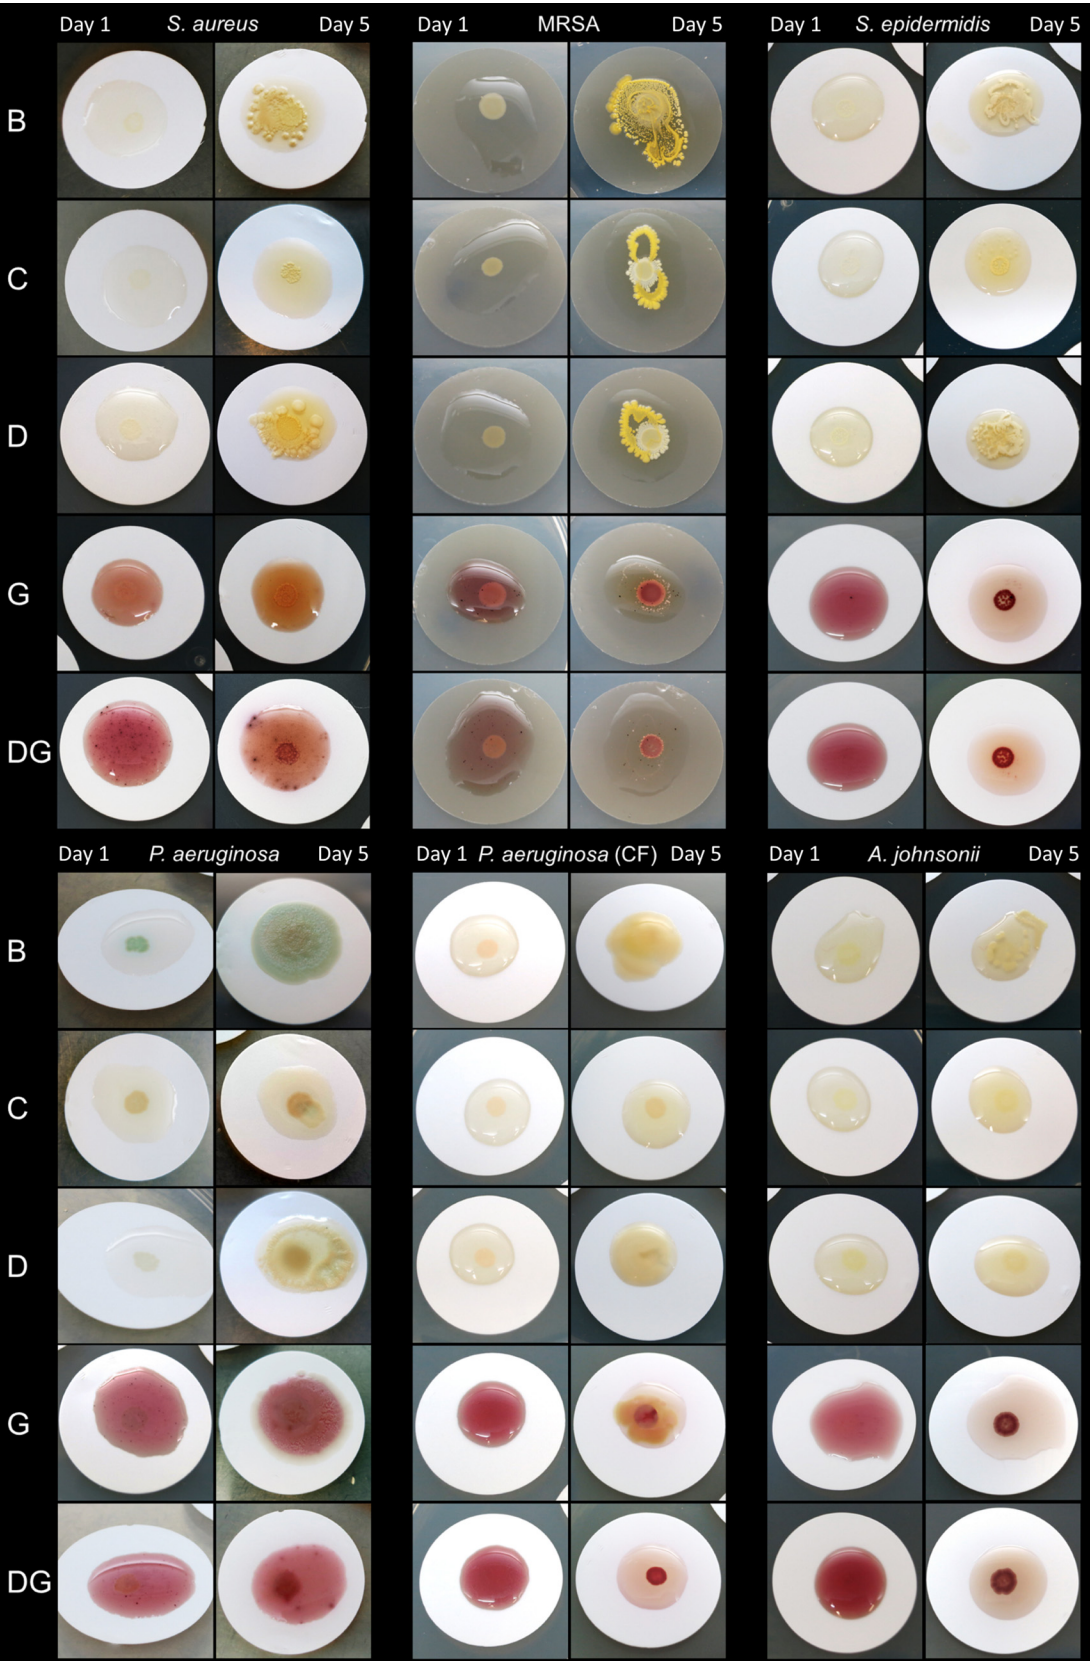 Day 1 S. aureus Day 5 Day 1 MRSA Day 5 Day 1 S. epidermidis Day 5
B
C
D
G
DG
Day 1 P. aeruginosa Day 5 Day 1 P. aeruginosa (CF) Day 5 Day 1 A. johnsonii Day 5
B
C
D
G
DG